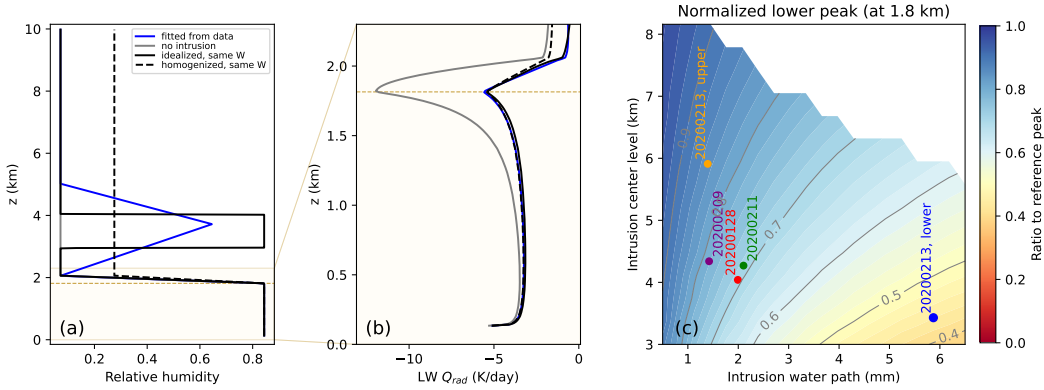 Normalized lower peak (at 1.8 km)
10
8
6
4
2
0
z (km)
fitted from data
no intrusion
idealized, same W
homogenized, same W
(a)
0.2
0.4
0.6
0.8
Relative humidity
2.0
1.5
1.0
0.5
0.0
z (km)
(b)
−10
−5
0
LW Qrad (K/day)
8
7
6
5
4
3
Intrusion center level (km)
20200213, upper
20200209
20200128
20200211
20200213, lower
0.9
0.8
0.7
0.6
0.5
0.4
(c)
1
2
3
4
5
6
Intrusion water path (mm)
1.0
0.8
0.6
0.4
0.2
0.0
Ratio to reference peak